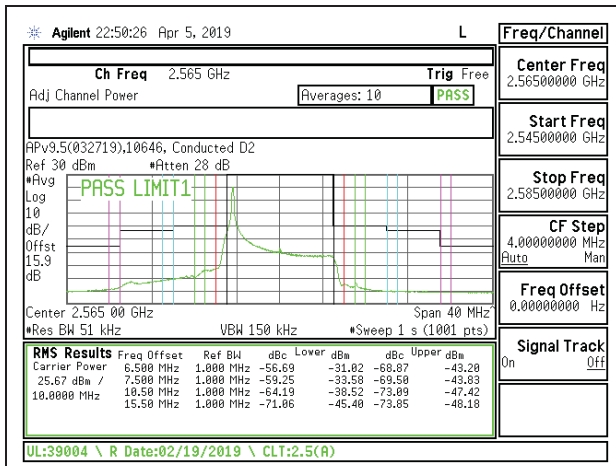 Agilent 22:50:26 Apr 5, 2019 L
Ch Freq 2.565 GHz Trig Free
Adj Channel Power Averages: 10 PASS
APv9.5(032719),10646, Conducted D2
Ref 30 dBm #Atten 28 dB
#Avg
Log
10
dB/
Offst
15.9
dB
PASS LIMIT1
Center 2.565 00 GHz Span 40 MHz^
#Res BW 51 kHz VBW 150 kHz #Sweep 1 s (1001 pts)
RMS Results Freq Offset Ref BW dBc Lower dBm dBc Upper dBm
Carrier Power 6.500 MHz 1.000 MHz -56.69 -31.02 -68.87 -43.20
25.67 dBm / 7.500 MHz 1.000 MHz -59.25 -33.58 -69.50 -43.83
10.0000 MHz 10.50 MHz 1.000 MHz -64.19 -38.52 -73.09 -47.42
15.50 MHz 1.000 MHz -71.06 -45.40 -73.85 -48.18
UL:39004 \ R Date:02/19/2019 \ CLT:2.5(A)
Freq/Channel
Center Freq
2.56500000 GHz
Start Freq
2.54500000 GHz
Stop Freq
2.58500000 GHz
CF Step
4.00000000 MHz
Auto Man
Freq Offset
0.00000000 Hz
Signal Track
On Off